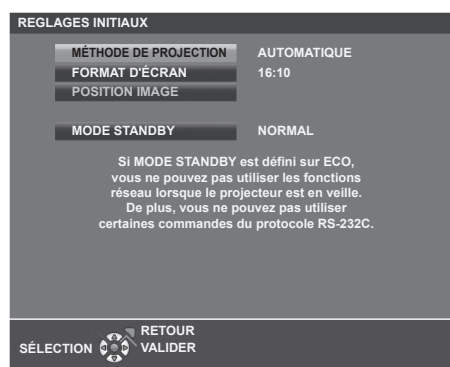 REGLAGES INITIAUX
MÉTHODE DE PROJECTION AUTOMATIQUE
FORMAT D'ÉCRAN 16:10
POSITION IMAGE
MODE STANDBY NORMAL
Si MODE STANDBY est défini sur ECO,
vous ne pouvez pas utiliser les fonctions
réseau lorsque le projecteur est en veille.
De plus, vous ne pouvez pas utiliser
certaines commandes du protocole RS-232C.
RETOUR
SÉLECTION VALIDER